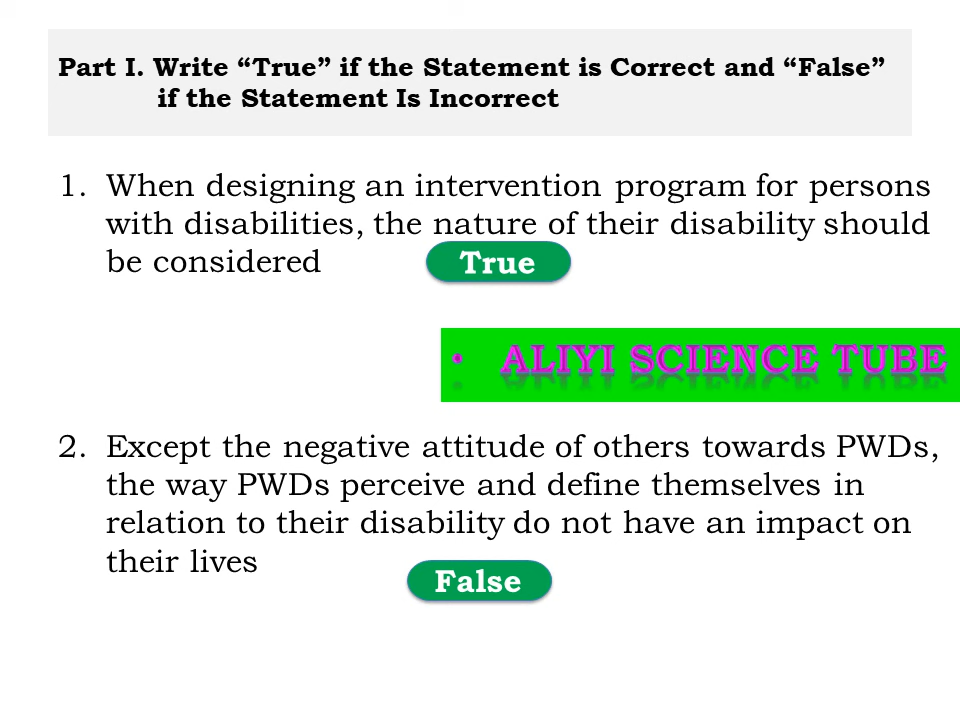 Part I. Write “True” if the Statement is Correct and “False”
if the Statement Is Incorrect
1. When designing an intervention program for persons
with disabilities, the nature of their disability should
be considered
True
• ALIYI SCIENCE TUBE
2. Except the negative attitude of others towards PWDs,
the way PWDs perceive and define themselves in
relation to their disability do not have an impact on
their lives
False